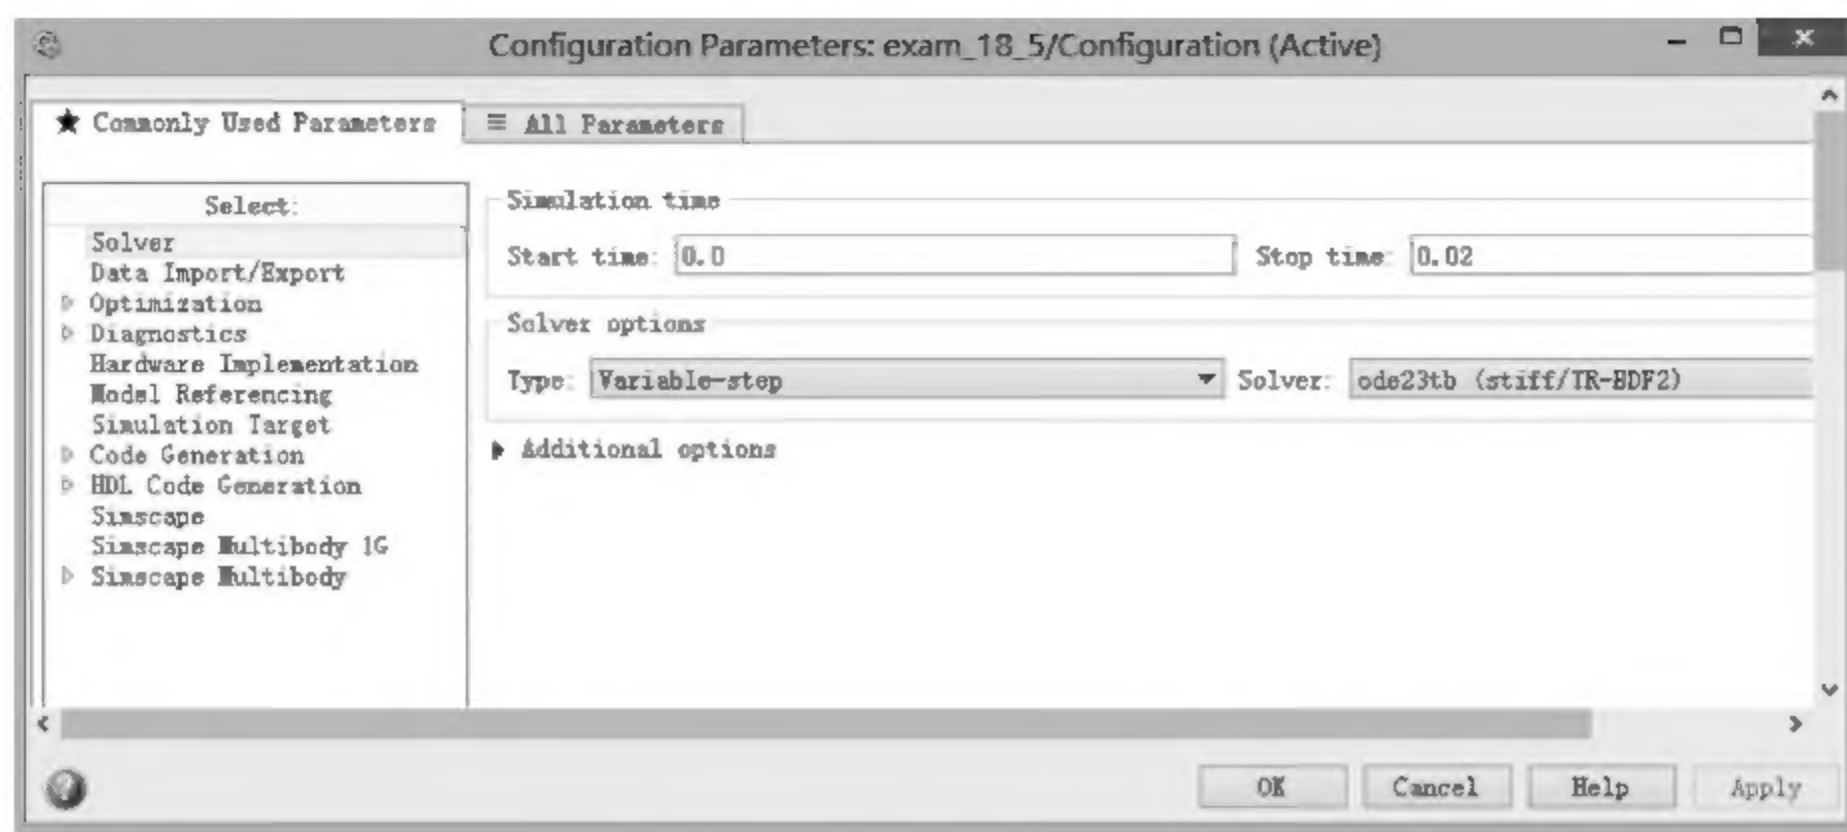 Configuration Parameters: exam_18_5/Configuration (Active)
★ Commonly Used Parameters
≡ All Parameters
Select:
Solver
Data Import/Export
Optimization
Diagnostics
Hardware Implementation
Model Referencing
Simulation Target
Code Generation
HDL Code Generation
Simscape
Simscape Multibody 1G
Simscape Multibody
Simulation time
Start time: 0.0
Stop time: 0.02
Solver options
Type: Variable-step
Solver: ode23tb (stiff/TR-BDF2)
Additional options
OK
Cancel
Help
Apply